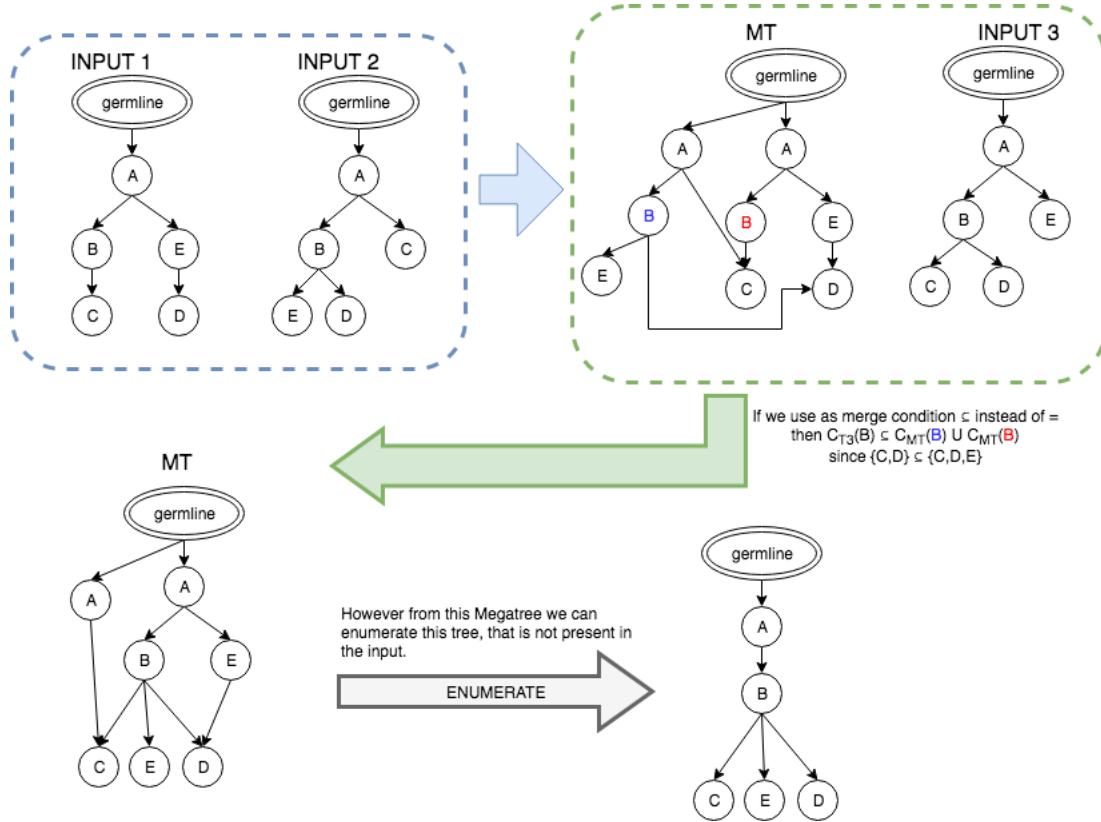 INPUT 1
INPUT 2
MT
INPUT 3
germline
germline
germline
germline
A
A
A
A
A
B
E
B
C
B
B
E
B
E
C
D
E
D
E
C
D
C
D
If we use as merge condition ⊆ instead of =
then C_T3(B) ⊆ C_MT(B) U C_MT(B)
since {C,D} ⊆ {C,D,E}
MT
germline
A
A
B
E
C
E
D
However from this Megatree we can
enumerate this tree, that is not present in
the input.
ENUMERATE
germline
A
B
C
E
D